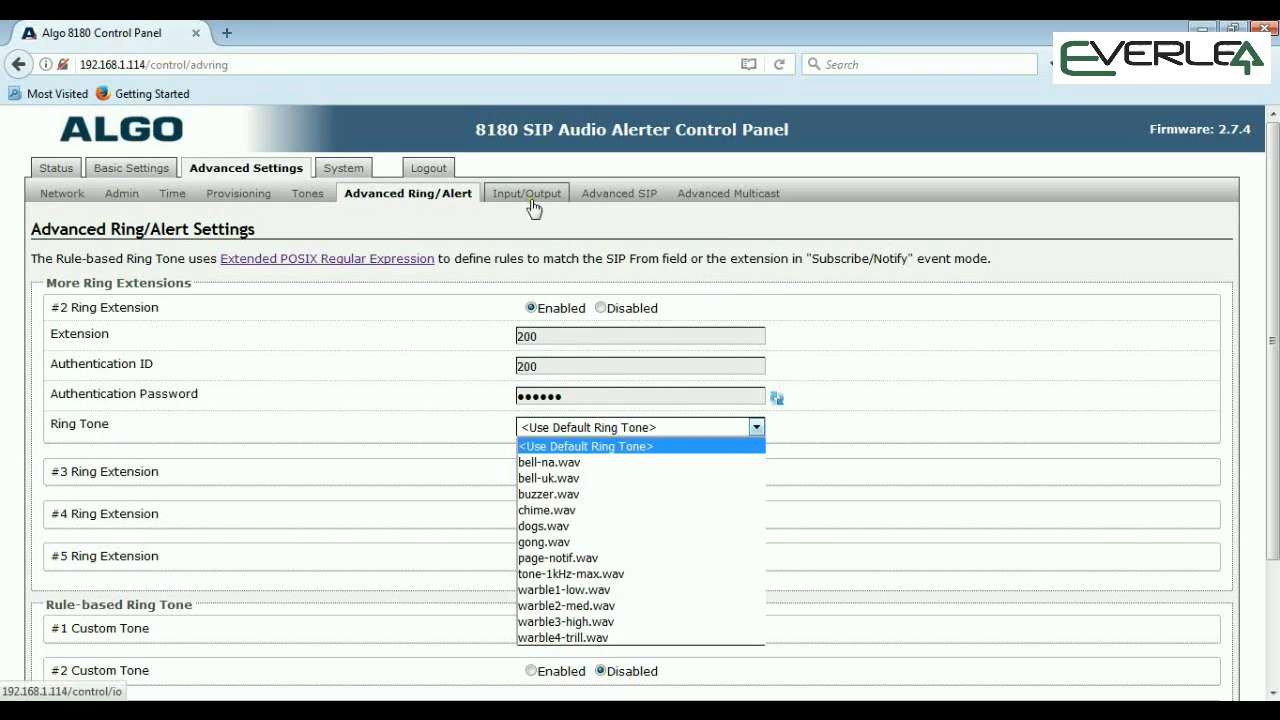 Algo 8180 Control Panel
192.168.1.114/control/advring
Search
EVERLEA
Most Visited Getting Started
ALGO
8180 SIP Audio Alerter Control Panel
Firmware: 2.7.4
Status Basic Settings Advanced Settings System Logout
Network Admin Time Provisioning Tones Advanced Ring/Alert Input/Output Advanced SIP Advanced Multicast
Advanced Ring/Alert Settings
The Rule-based Ring Tone uses Extended POSIX Regular Expression to define rules to match the SIP From field or the extension in "Subscribe/Notify" event mode.
More Ring Extensions
#2 Ring Extension Enabled Disabled
Extension 200
Authentication ID 200
Authentication Password ●●●●●●
Ring Tone <Use Default Ring Tone>
<Use Default Ring Tone>
bell-na.wav
bell-uk.wav
#3 Ring Extension
buzzer.wav
chime.wav
#4 Ring Extension
dogs.wav
gong.wav
#5 Ring Extension
page-notif.wav
tone-1kHz-max.wav
warble1-low.wav
Rule-based Ring Tone
warble2-med.wav
warble3-high.wav
#1 Custom Tone
warble4-trill.wav
#2 Custom Tone Enabled Disabled
192.168.1.114/control/io